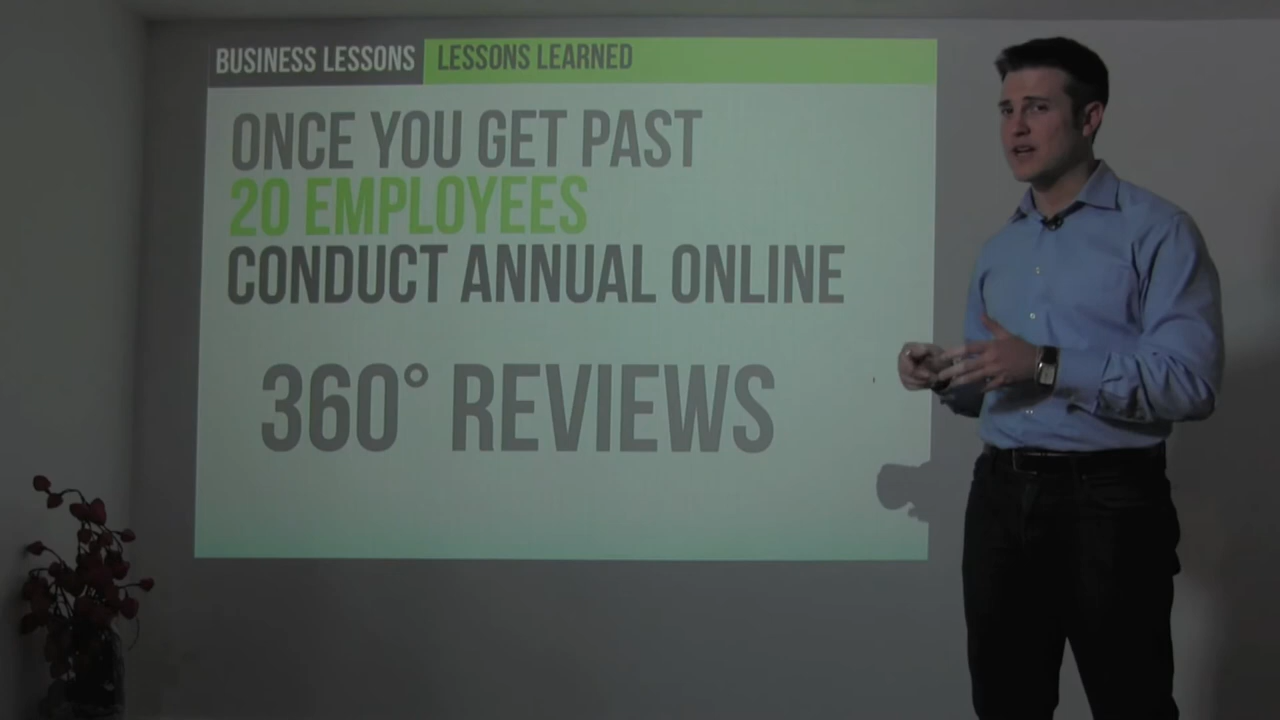 BUSINESS LESSONS LESSONS LEARNED
ONCE YOU GET PAST
20 EMPLOYEES
CONDUCT ANNUAL ONLINE
360° REVIEWS